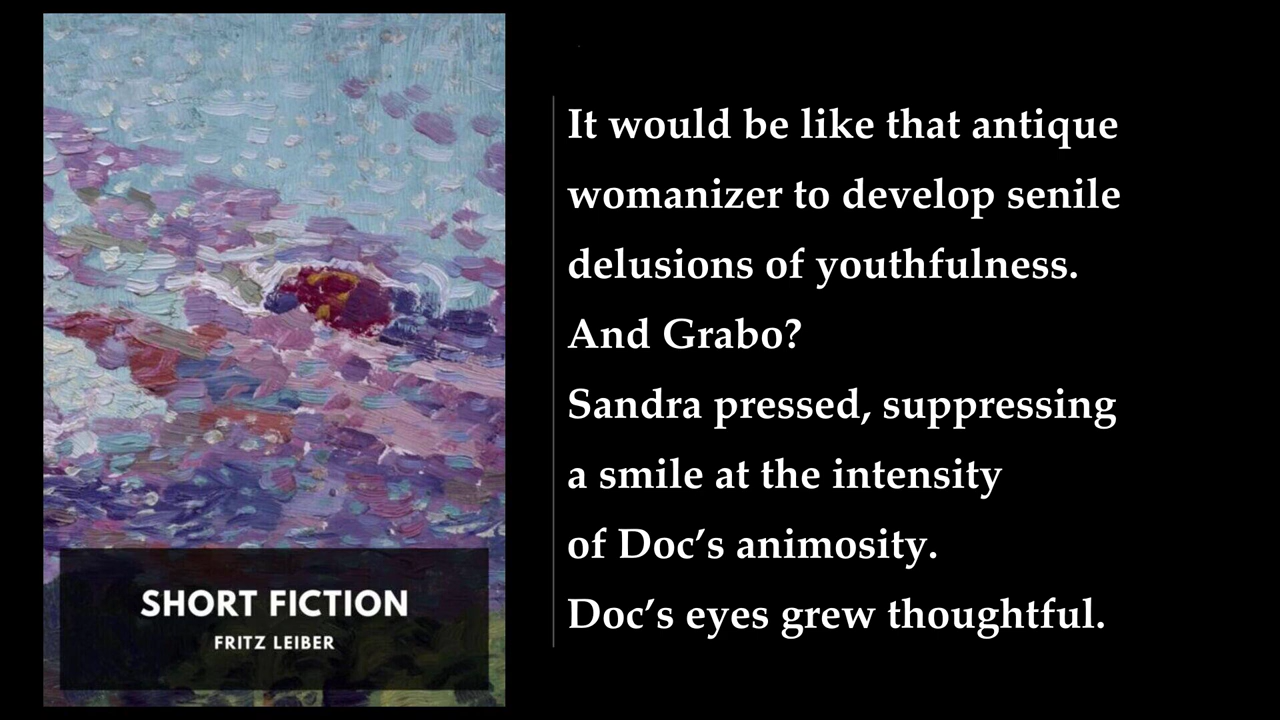 SHORT FICTION
FRITZ LEIBER
It would be like that antique
womanizer to develop senile
delusions of youthfulness.
And Grabo?
Sandra pressed, suppressing
a smile at the intensity
of Doc’s animosity.
Doc’s eyes grew thoughtful.